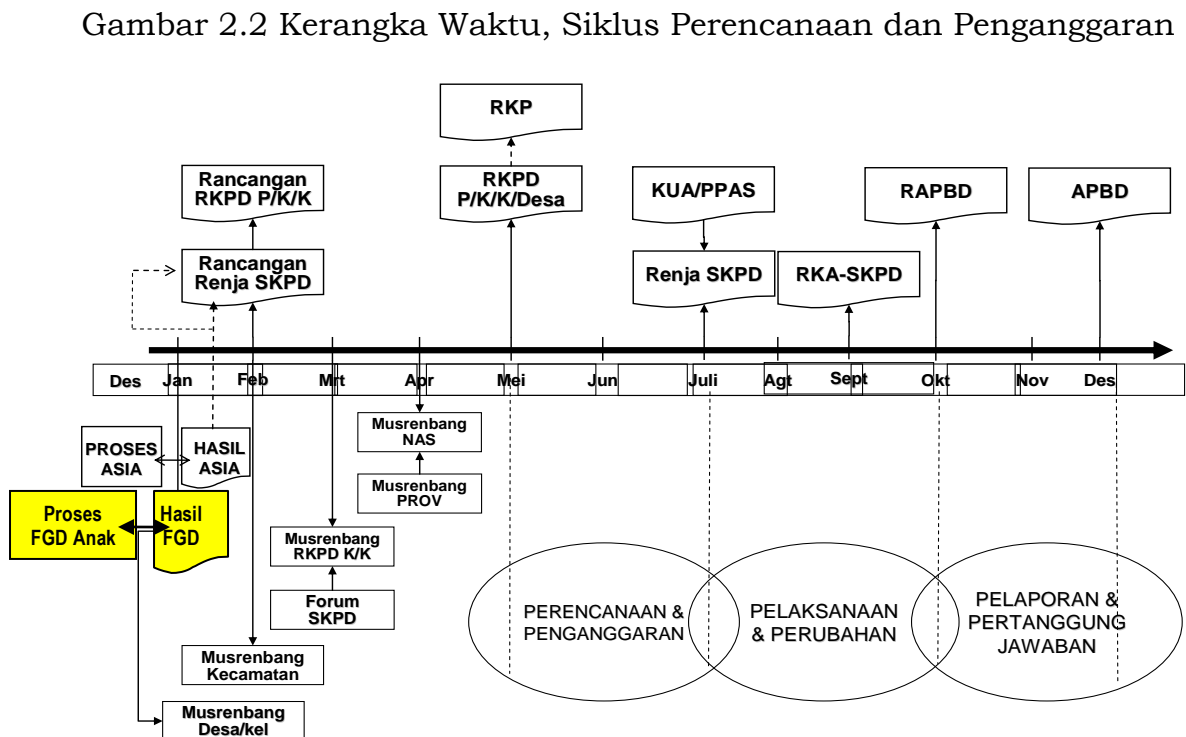 Gambar 2.2 Kerangka Waktu, Siklus Perencanaan dan Penganggaran
RKP
Rancangan
RKPD P/K/K
RKPD
P/K/K/Desa
KUA/PPAS
RAPBD
APBD
Rancangan
Renja SKPD
Renja SKPD
RKA-SKPD
Des
Jan
Feb
Mrt
Apr
Mei
Jun
Juli
Agt
Sept
Okt
Nov
Des
PROSES
ASIA
HASIL
ASIA
Musrenbang
NAS
Musrenbang
PROV
Proses
FGD Anak
Hasil
FGD
Musrenbang
RKPD K/K
Forum
SKPD
Musrenbang
Kecamatan
Musrenbang
Desa/kel
PERENCANAAN &
PENGANGGARAN
PELAKSANAAN
& PERUBAHAN
PELAPORAN &
PERTANGGUNG
JAWABAN